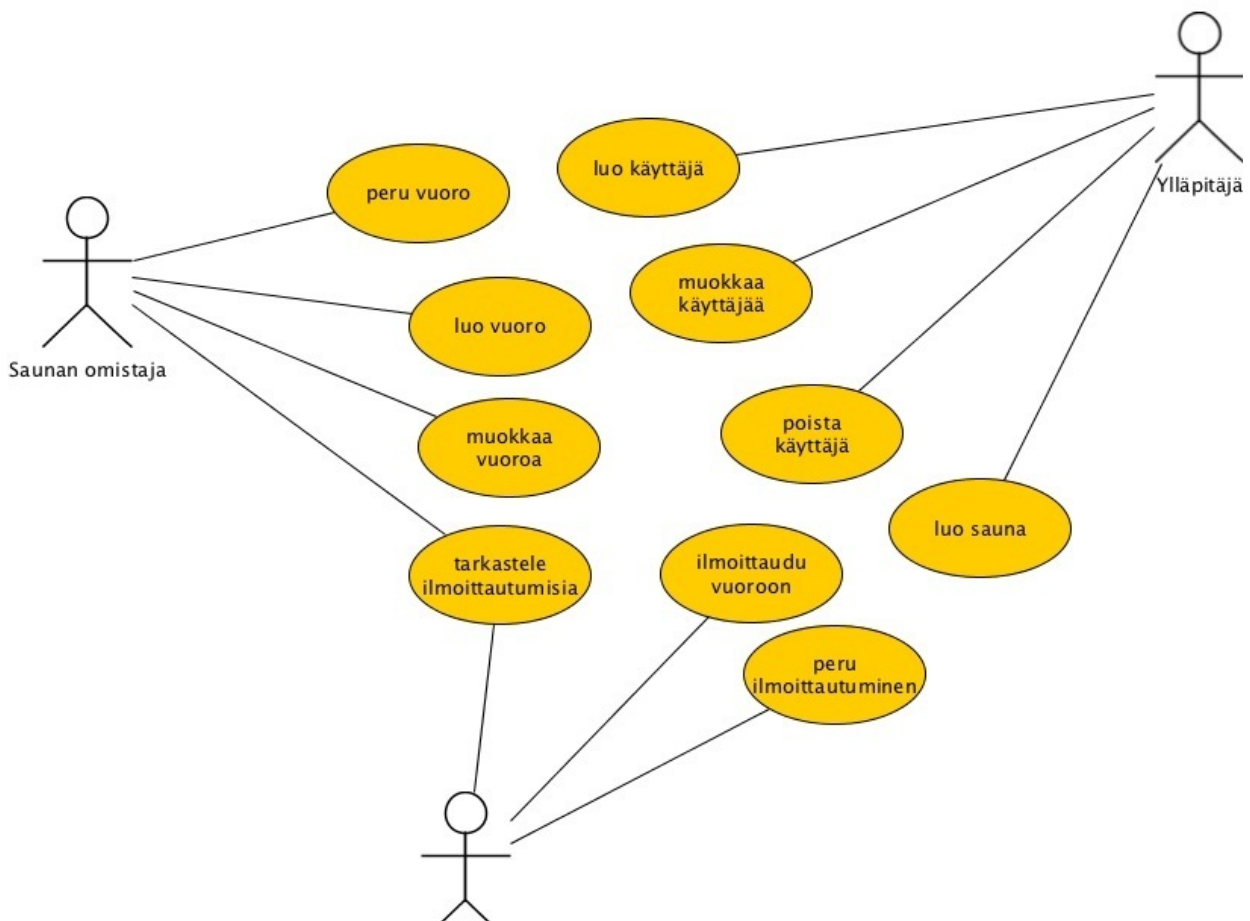 Ylläpitäjä
luo käyttäjä
peru vuoro
muokkaa
käyttäjää
luo vuoro
Saunan omistaja
muokkaa
vuoroa
poista
käyttäjä
luo sauna
tarkastele
ilmoittautumisia
ilmoittaudu
vuoroon
peru
ilmoittautuminen